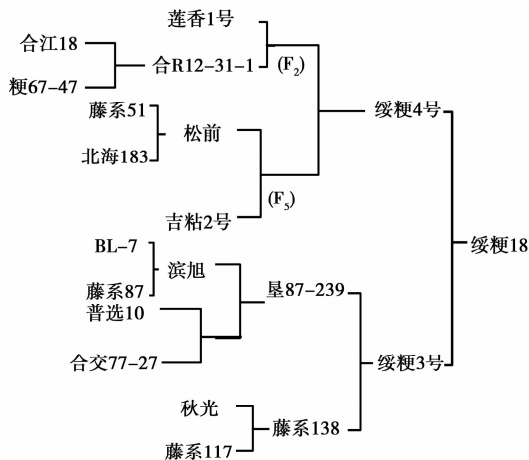 莲香1号
合江18
合R12-31-1
(F2)
粳67-47
藤系51
绥粳4号
松前
北海183
(F5)
吉粘2号
绥粳18
BL-7
滨旭
藤系87
垦87-239
普选10
合交77-27
绥粳3号
秋光
藤系138
藤系117